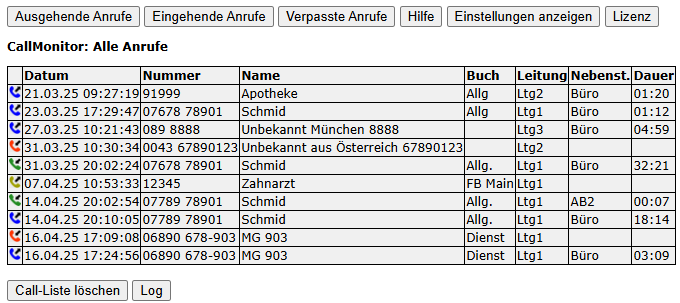 Ausgehende Anrufe Eingehende Anrufe Verpasste Anrufe Hilfe Einstellungen anzeigen Lizenz
CallMonitor: Alle Anrufe
Datum Nummer Name Buch Leitung Nebenst. Dauer
21.03.25 09:27:19 91999 Apotheke Allg Ltg2 Büro 01:20
23.03.25 17:29:47 07678 78901 Schmid Allg Ltg1 Büro 01:12
27.03.25 10:21:43 089 8888 Unbekannt München 8888 Ltg3 Büro 04:59
31.03.25 10:30:34 0043 67890123 Unbekannt aus Österreich 67890123 Ltg2
31.03.25 20:02:24 07678 78901 Schmid Allg. Ltg1 Büro 32:21
07.04.25 10:53:33 12345 Zahnarzt FB Main Ltg1
14.04.25 20:02:54 07789 78901 Schmid Allg. Ltg1 AB2 00:07
14.04.25 20:10:05 07789 78901 Schmid Allg. Ltg1 Büro 18:14
16.04.25 17:09:08 06890 678-903 MG 903 Dienst Ltg1
16.04.25 17:24:56 06890 678-903 MG 903 Dienst Ltg1 Büro 03:09
Call-Liste löschen Log